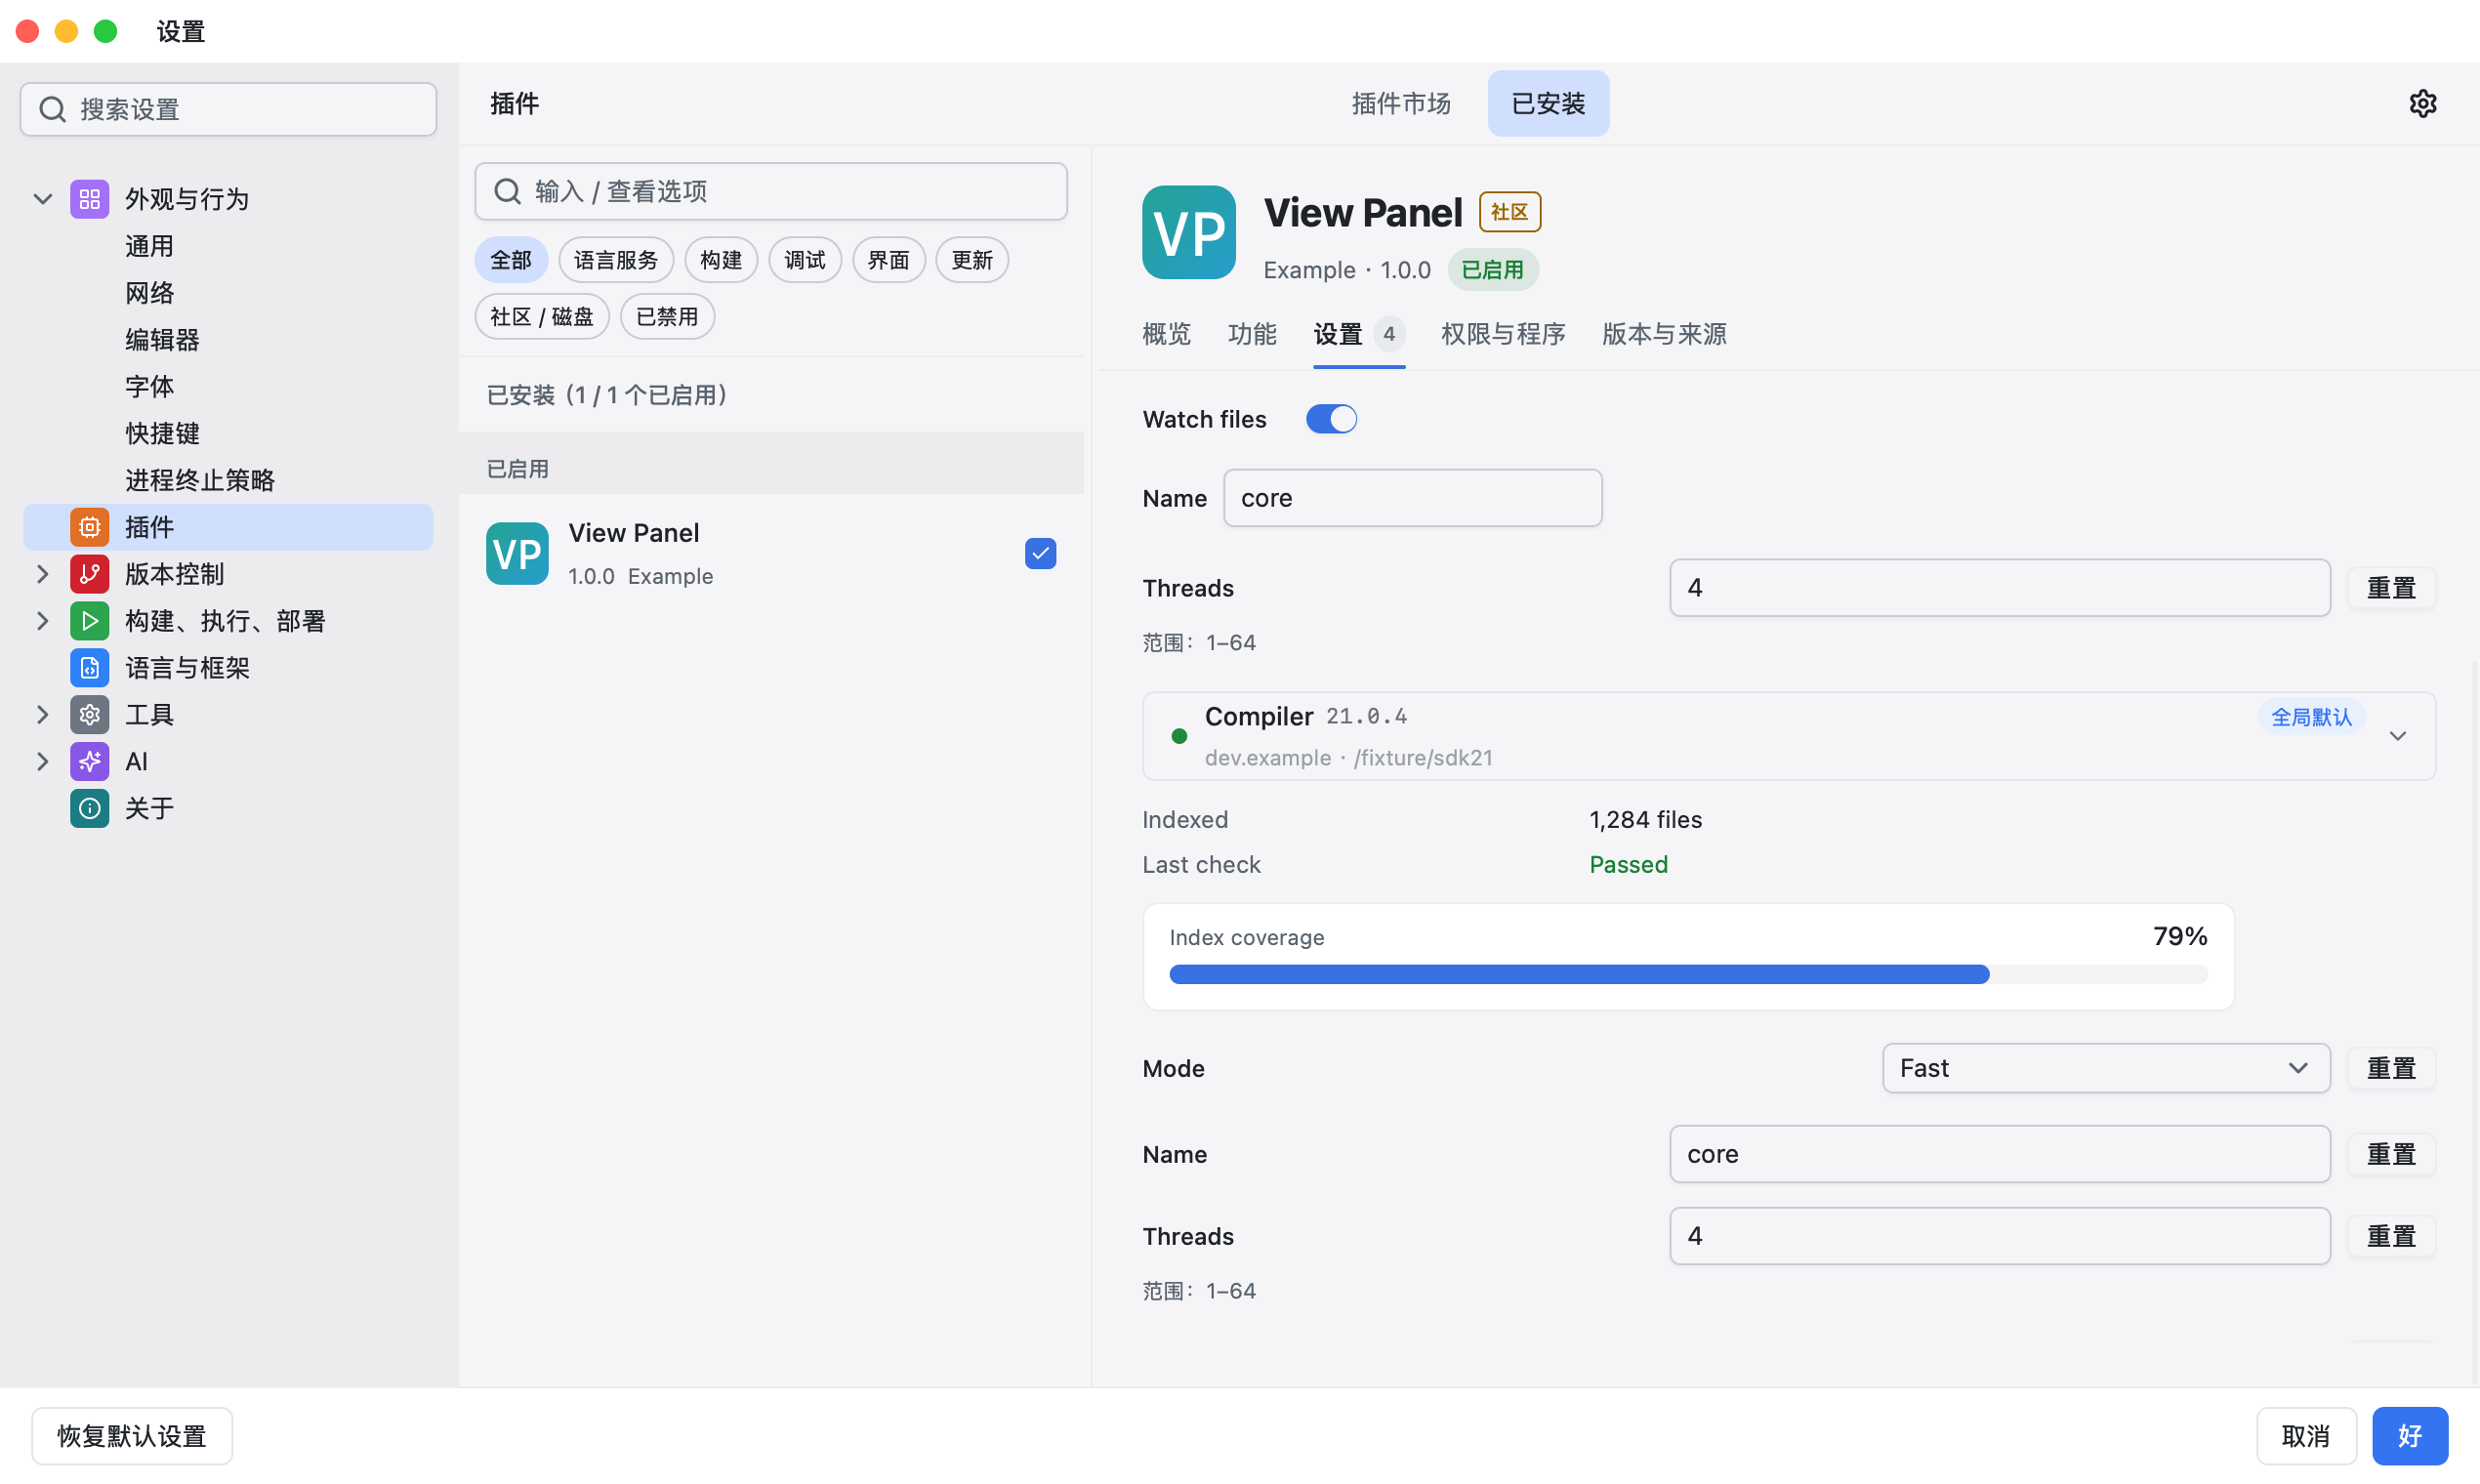 设置
搜索设置
外观与行为
通用
网络
编辑器
字体
快捷键
进程终止策略
插件
版本控制
构建、执行、部署
语言与框架
工具
AI
关于
插件
插件市场
已安装
输入 / 查看选项
全部 语言服务 构建 调试 界面 更新
社区 / 磁盘 已禁用
已安装（1 / 1 个已启用）
已启用
VP
View Panel
1.0.0 Example
VP
View Panel 社区
Example · 1.0.0 已启用
概览 功能 设置 4 权限与程序 版本与来源
Watch files
Name core
Threads 4 重置
范围：1–64
Compiler 21.0.4 全局默认
dev.example · /fixture/sdk21
Indexed 1,284 files
Last check Passed
Index coverage 79%
Mode Fast 重置
Name core 重置
Threads 4 重置
范围：1–64
恢复默认设置
取消
好